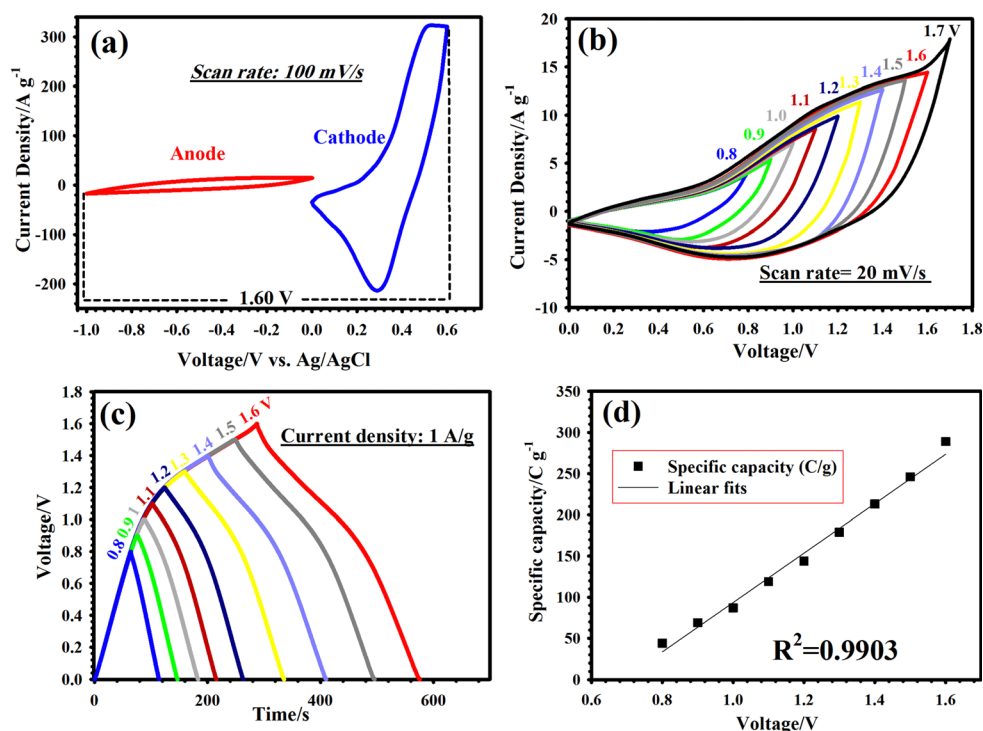 (a)
Scan rate: 100 mV/s
Anode
Cathode
1.60 V
Current Density/A g⁻¹
300
200
100
0
-100
-200
-1.0 -0.8 -0.6 -0.4 -0.2 0.0 0.2 0.4 0.6
Voltage/V vs. Ag/AgCl
(b)
0.8 0.9 1.0 1.1 1.2 1.3 1.4 1.5 1.6 1.7 V
Scan rate= 20 mV/s
Current Density/A g⁻¹
25
20
15
10
5
0
-5
-10
0.0 0.2 0.4 0.6 0.8 1.0 1.2 1.4 1.6 1.8
Voltage/V
(c)
0.8 0.9 1 1.1 1.2 1.3 1.4 1.5 1.6 V
Current density: 1 A/g
Voltage/V
1.8
1.6
1.4
1.2
1.0
0.8
0.6
0.4
0.2
0.0
0 200 400 600
Time/s
(d)
Specific capacity (C/g)
Linear fits
R²=0.9903
Specific capacity/C g⁻¹
350
300
250
200
150
100
50
0
0.6 0.8 1.0 1.2 1.4 1.6
Voltage/V